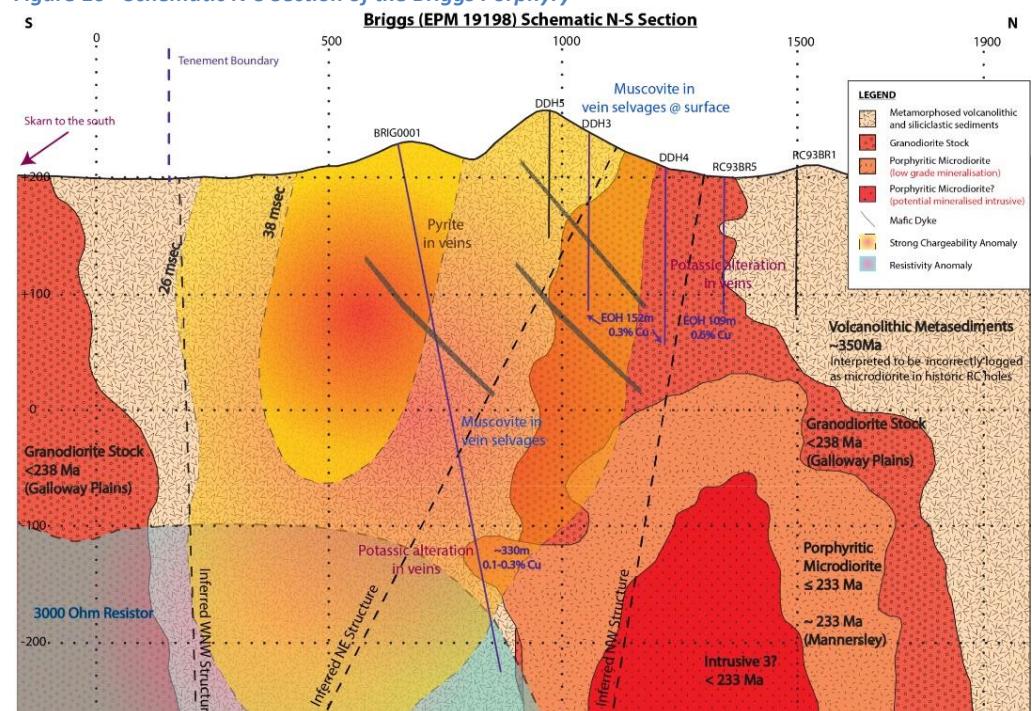 Figure 10 - Schematic N-S Section of the Briggs Porphyry
Briggs (EPM 19198) Schematic N-S Section
S
N
0
500
1000
1500
1900
Tenement Boundary
Muscovite in
vein selvages @ surface
Skarn to the south
BRIG0001
DDH5
DDH3
DDH4
RC93BR5
RC93BR1
LEGEND
Metamorphosed volcanolithic
and siliciclastic sediments
Granodiorite Stock
Porphyritic Microdiorite
(low grade mineralisation)
Porphyritic Microdiorite?
(potential mineralised intrusive)
Mafic Dyke
Strong Chargeability Anomaly
Resistivity Anomaly
+200
38 msec
26 msec
Pyrite
in veins
Potassic alteration
in veins
+100
EOH 152m
0.3% Cu
EOH 109m
0.6% Cu
Volcanolithic Metasediments
~350Ma
Interpreted to be incorrectly logged
as microdiorite in historic RC holes
0
Muscovite in
vein selvages
Granodiorite Stock
<238 Ma
(Galloway Plains)
Granodiorite Stock
<238 Ma
(Galloway Plains)
-100
Potassic alteration
in veins
~330m
0.1-0.3% Cu
Porphyritic
Microdiorite
≤ 233 Ma
~ 233 Ma
(Mannersley)
3000 Ohm Resistor
-200
Inferred WNW Structur
Inferred NE Structure
Inferred NW Structure
Intrusive 3?
< 233 Ma